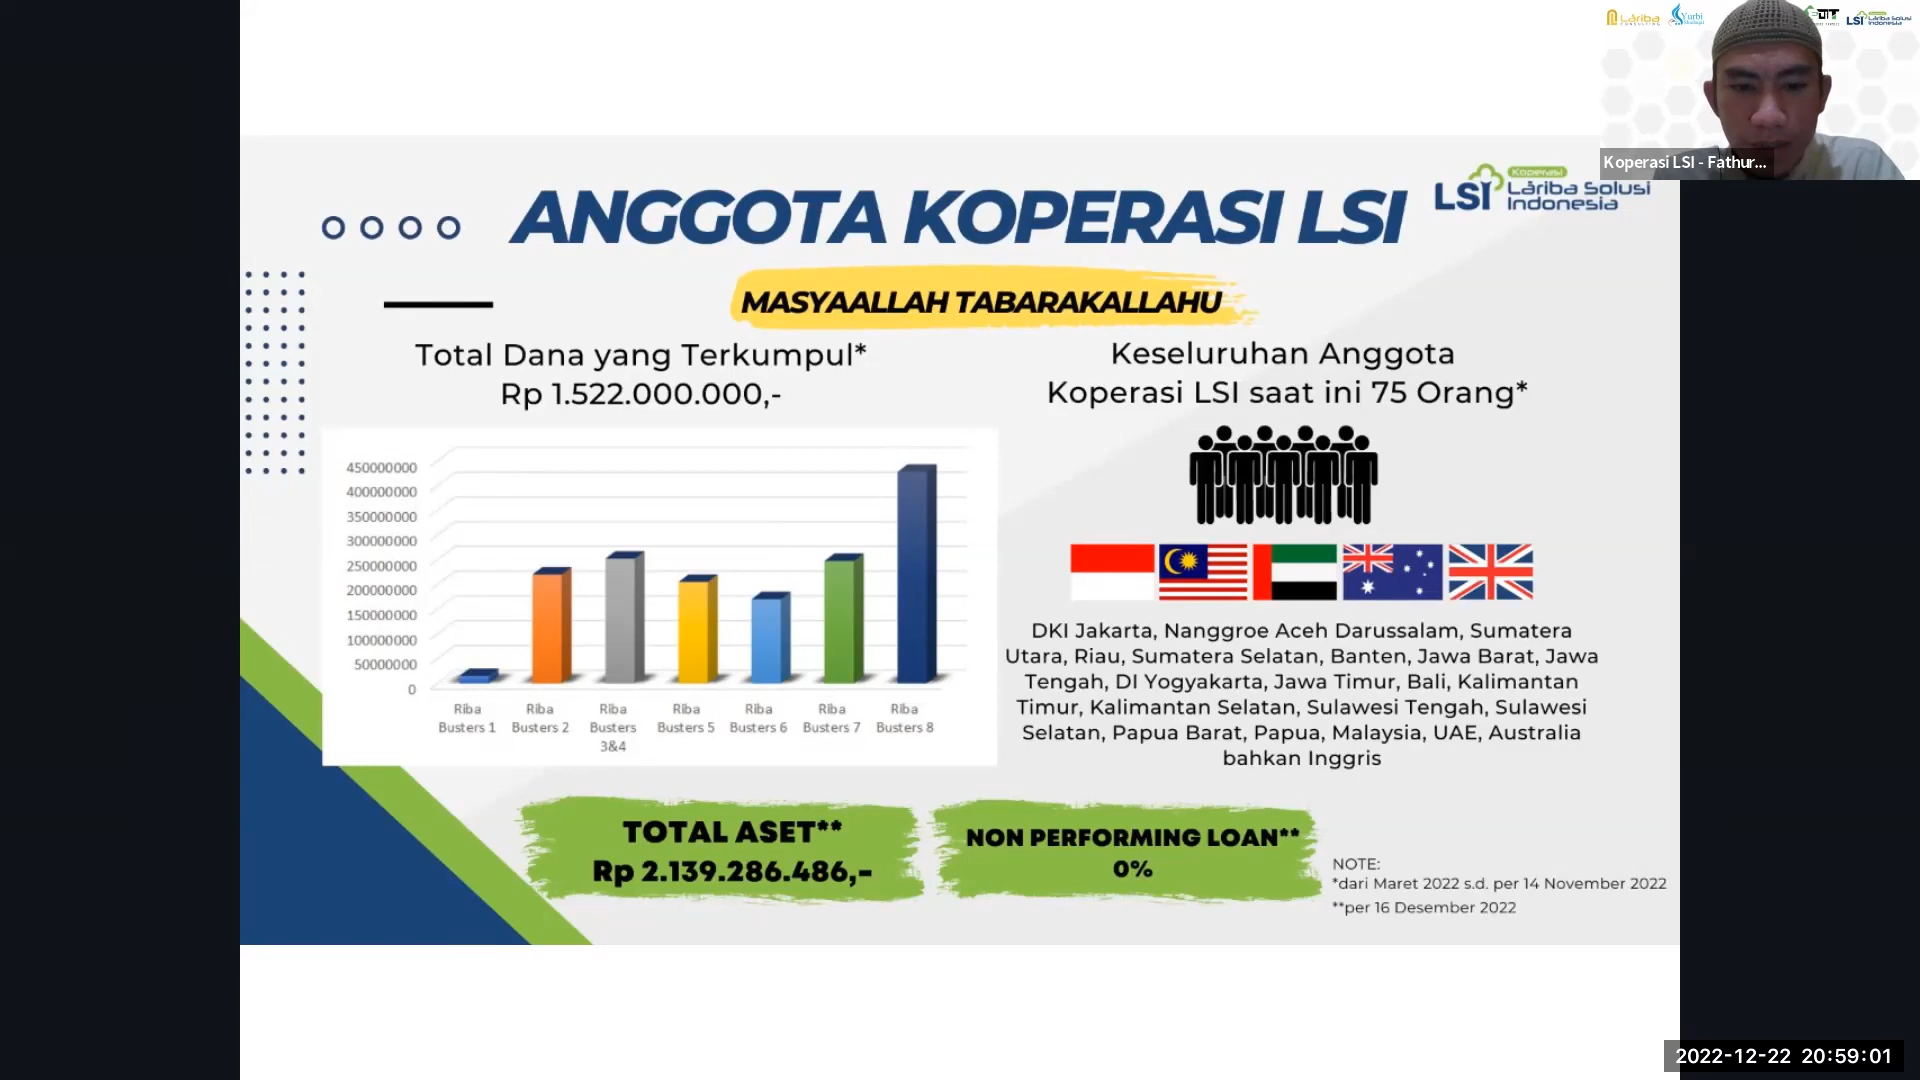 Lariba
Yurbi
LSI Lariba Solusi Indonesia
Koperasi LSI - Fathur...
Koperasi
LSI Lariba Solusi
Indonesia
ANGGOTA KOPERASI LSI
MASYAALLAH TABARAKALLAHU
Total Dana yang Terkumpul*
Rp 1.522.000.000,-
450000000
400000000
350000000
300000000
250000000
200000000
150000000
100000000
50000000
0
Riba Busters 1
Riba Busters 2
Riba Busters 3&4
Riba Busters 5
Riba Busters 6
Riba Busters 7
Riba Busters 8
Keseluruhan Anggota
Koperasi LSI saat ini 75 Orang*
DKI Jakarta, Nanggroe Aceh Darussalam, Sumatera
Utara, Riau, Sumatera Selatan, Banten, Jawa Barat, Jawa
Tengah, DI Yogyakarta, Jawa Timur, Bali, Kalimantan
Timur, Kalimantan Selatan, Sulawesi Tengah, Sulawesi
Selatan, Papua Barat, Papua, Malaysia, UAE, Australia
bahkan Inggris
TOTAL ASET**
Rp 2.139.286.486,-
NON PERFORMING LOAN**
0%
NOTE:
*dari Maret 2022 s.d. per 14 November 2022
**per 16 Desember 2022
2022-12-22 20:59:01